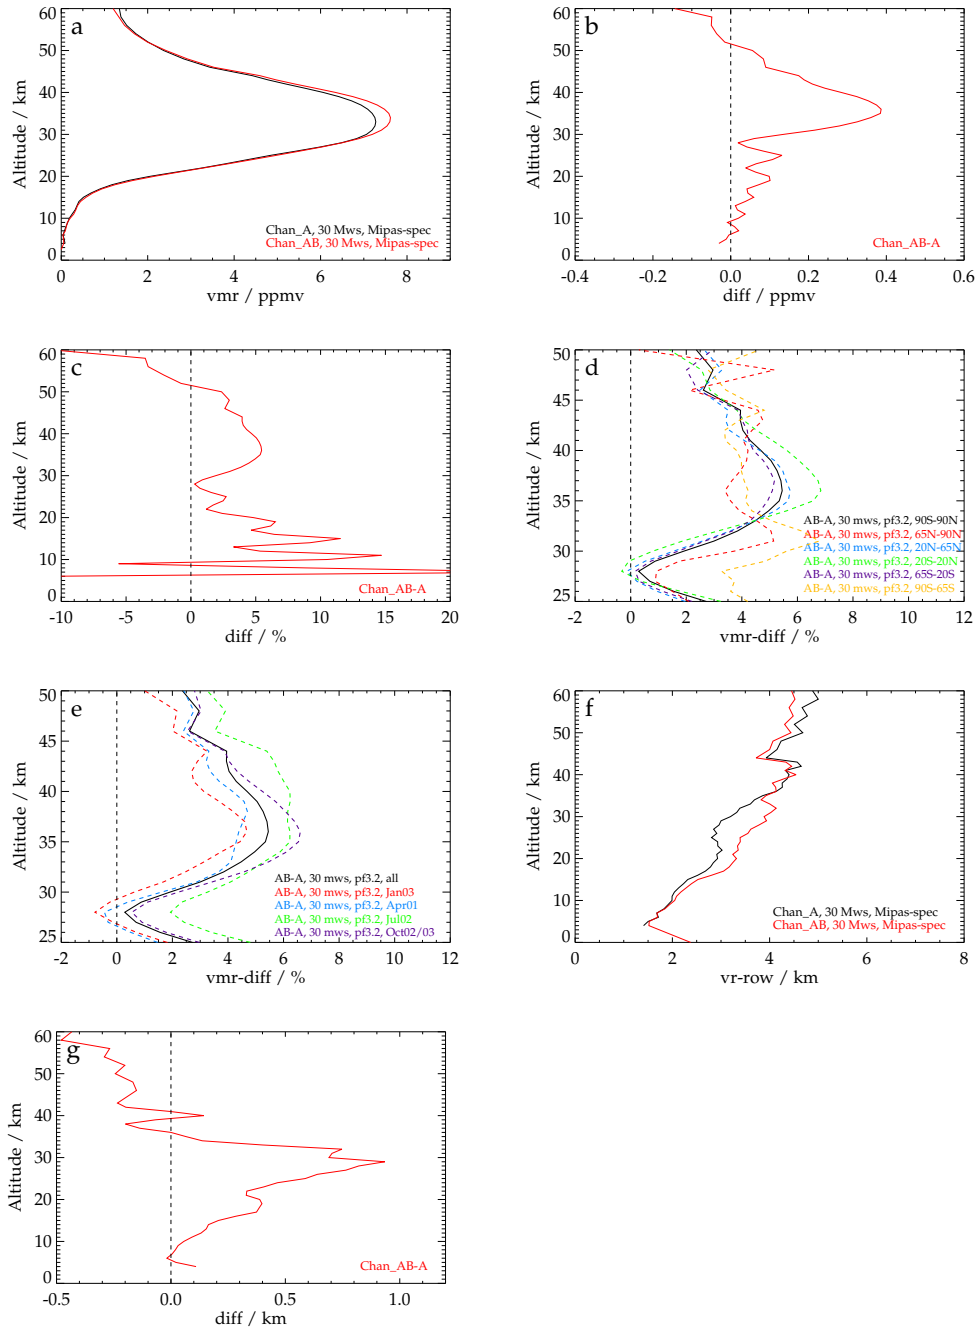 a
60
50
40
30
20
10
0
Altitude / km
Chan_A, 30 Mws, Mipas-spec
Chan_AB, 30 Mws, Mipas-spec
0 2 4 6 8
vmr / ppmv
b
60
50
40
30
20
10
0
Altitude / km
Chan_AB-A
-0.4 -0.2 0.0 0.2 0.4 0.6
diff / ppmv
c
60
50
40
30
20
10
0
Altitude / km
Chan_AB-A
-10 -5 0 5 10 15 20
diff / %
d
50
45
40
35
30
25
Altitude / km
AB-A, 30 mws, pf3.2, 90S-90N
AB-A, 30 mws, pf3.2, 65N-90N
AB-A, 30 mws, pf3.2, 20N-65N
AB-A, 30 mws, pf3.2, 20S-20N
AB-A, 30 mws, pf3.2, 65S-20S
AB-A, 30 mws, pf3.2, 90S-65S
-2 0 2 4 6 8 10 12
vmr-diff / %
e
50
45
40
35
30
25
Altitude / km
AB-A, 30 mws, pf3.2, all
AB-A, 30 mws, pf3.2, Jan03
AB-A, 30 mws, pf3.2, Apr01
AB-A, 30 mws, pf3.2, Jul02
AB-A, 30 mws, pf3.2, Oct02/03
-2 0 2 4 6 8 10 12
vmr-diff / %
f
60
50
40
30
20
10
0
Altitude / km
Chan_A, 30 Mws, Mipas-spec
Chan_AB, 30 Mws, Mipas-spec
0 2 4 6 8
vr-row / km
g
60
50
40
30
20
10
0
Altitude / km
Chan_AB-A
-0.5 0.0 0.5 1.0
diff / km